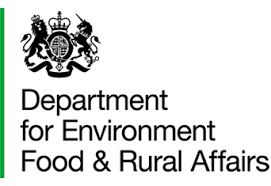 Department
for Environment
Food & Rural Affairs